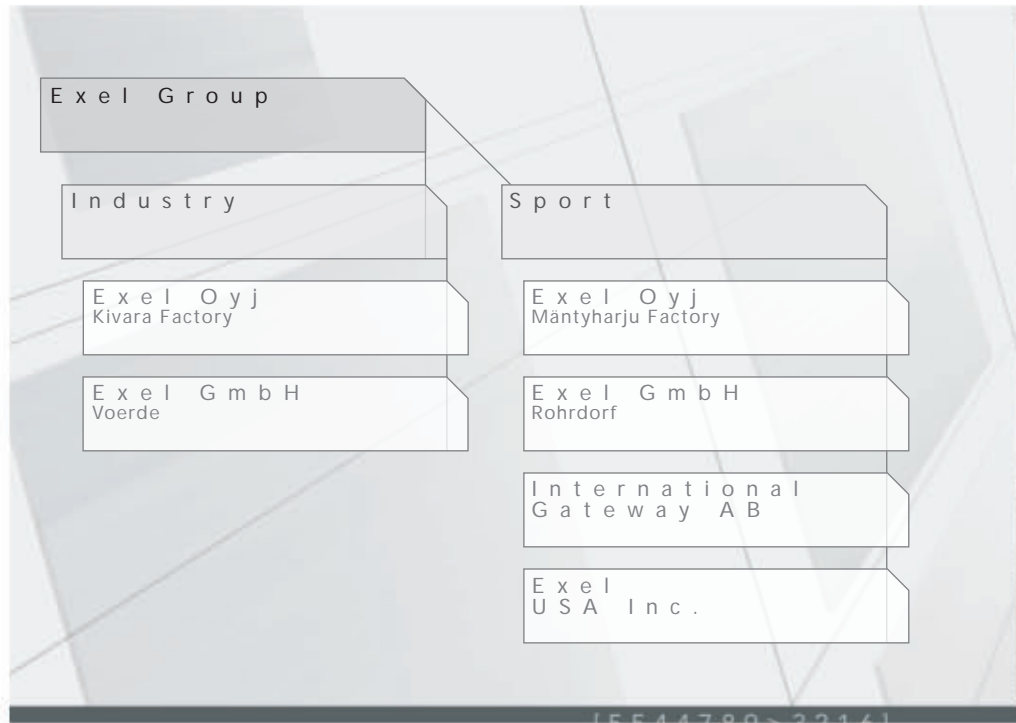 Exel Group
Industry
Exel Oyj
Kivara Factory
Exel GmbH
Voerde
Sport
Exel Oyj
Mäntyharju Factory
Exel GmbH
Rohrdorf
International
Gateway AB
Exel
USA Inc.